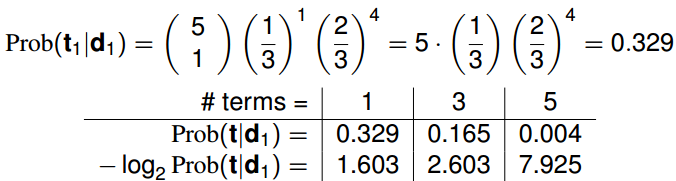 Prob(t₁|d₁) = (5 1) (1/3)¹ (2/3)⁴ = 5 · (1/3) (2/3)⁴ = 0.329
# terms = 1 3 5
Prob(t|d₁) = 0.329 0.165 0.004
− log₂ Prob(t|d₁) = 1.603 2.603 7.925